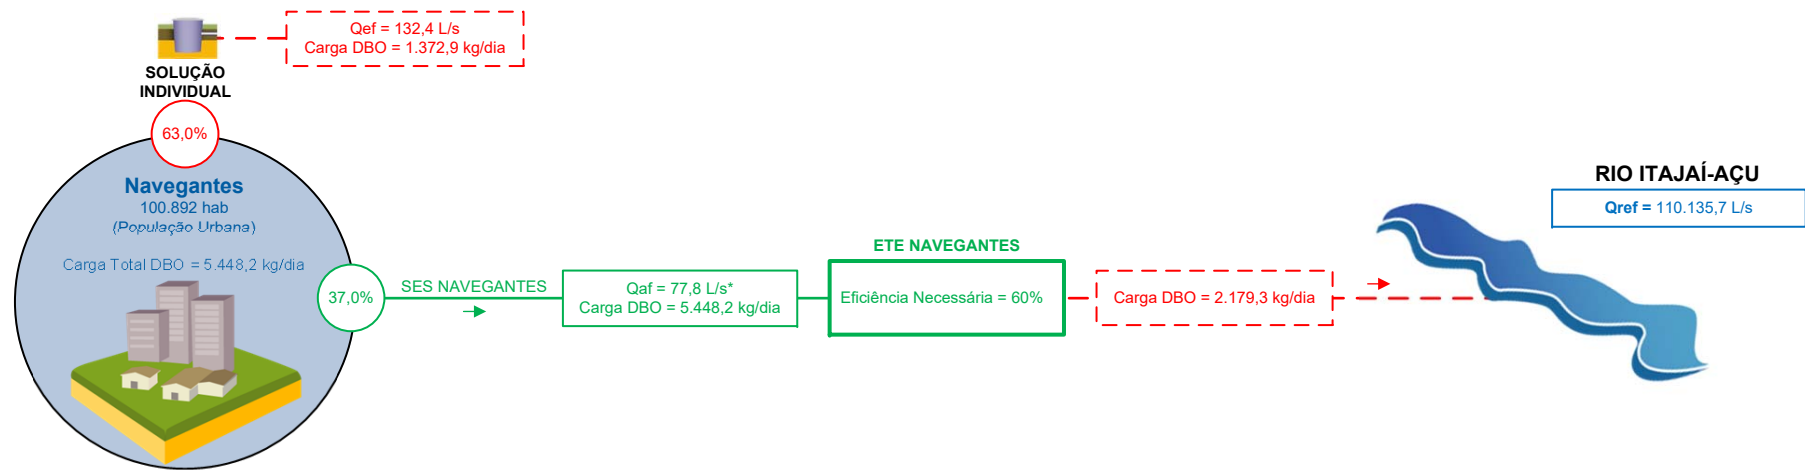 Qef = 132,4 L/s
Carga DBO = 1.372,9 kg/dia
SOLUÇÃO
INDIVIDUAL
63,0%
Navegantes
100.892 hab
(População Urbana)
Carga Total DBO = 5.448,2 kg/dia
37,0%
SES NAVEGANTES
Qaf = 77,8 L/s*
Carga DBO = 5.448,2 kg/dia
ETE NAVEGANTES
Eficiência Necessária = 60%
Carga DBO = 2.179,3 kg/dia
RIO ITAJAÍ-AÇU
Qref = 110.135,7 L/s